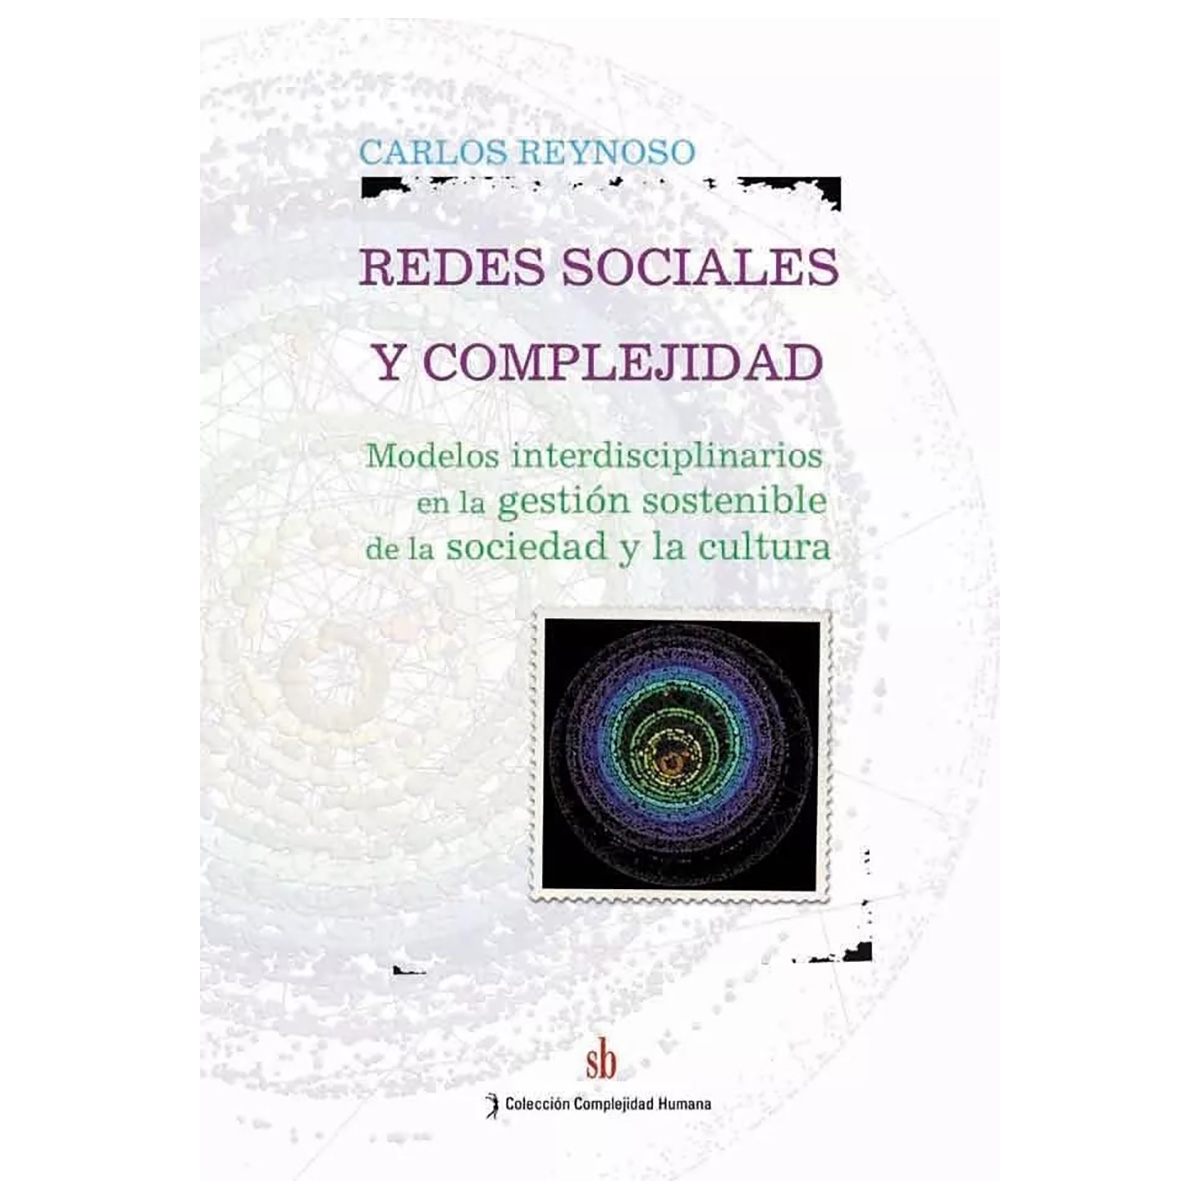 CARLOS REYNOSO
REDES SOCIALES
Y COMPLEJIDAD
Modelos interdisciplinarios
en la gestión sostenible
de la sociedad y la cultura
sb
Colección Complejidad Humana